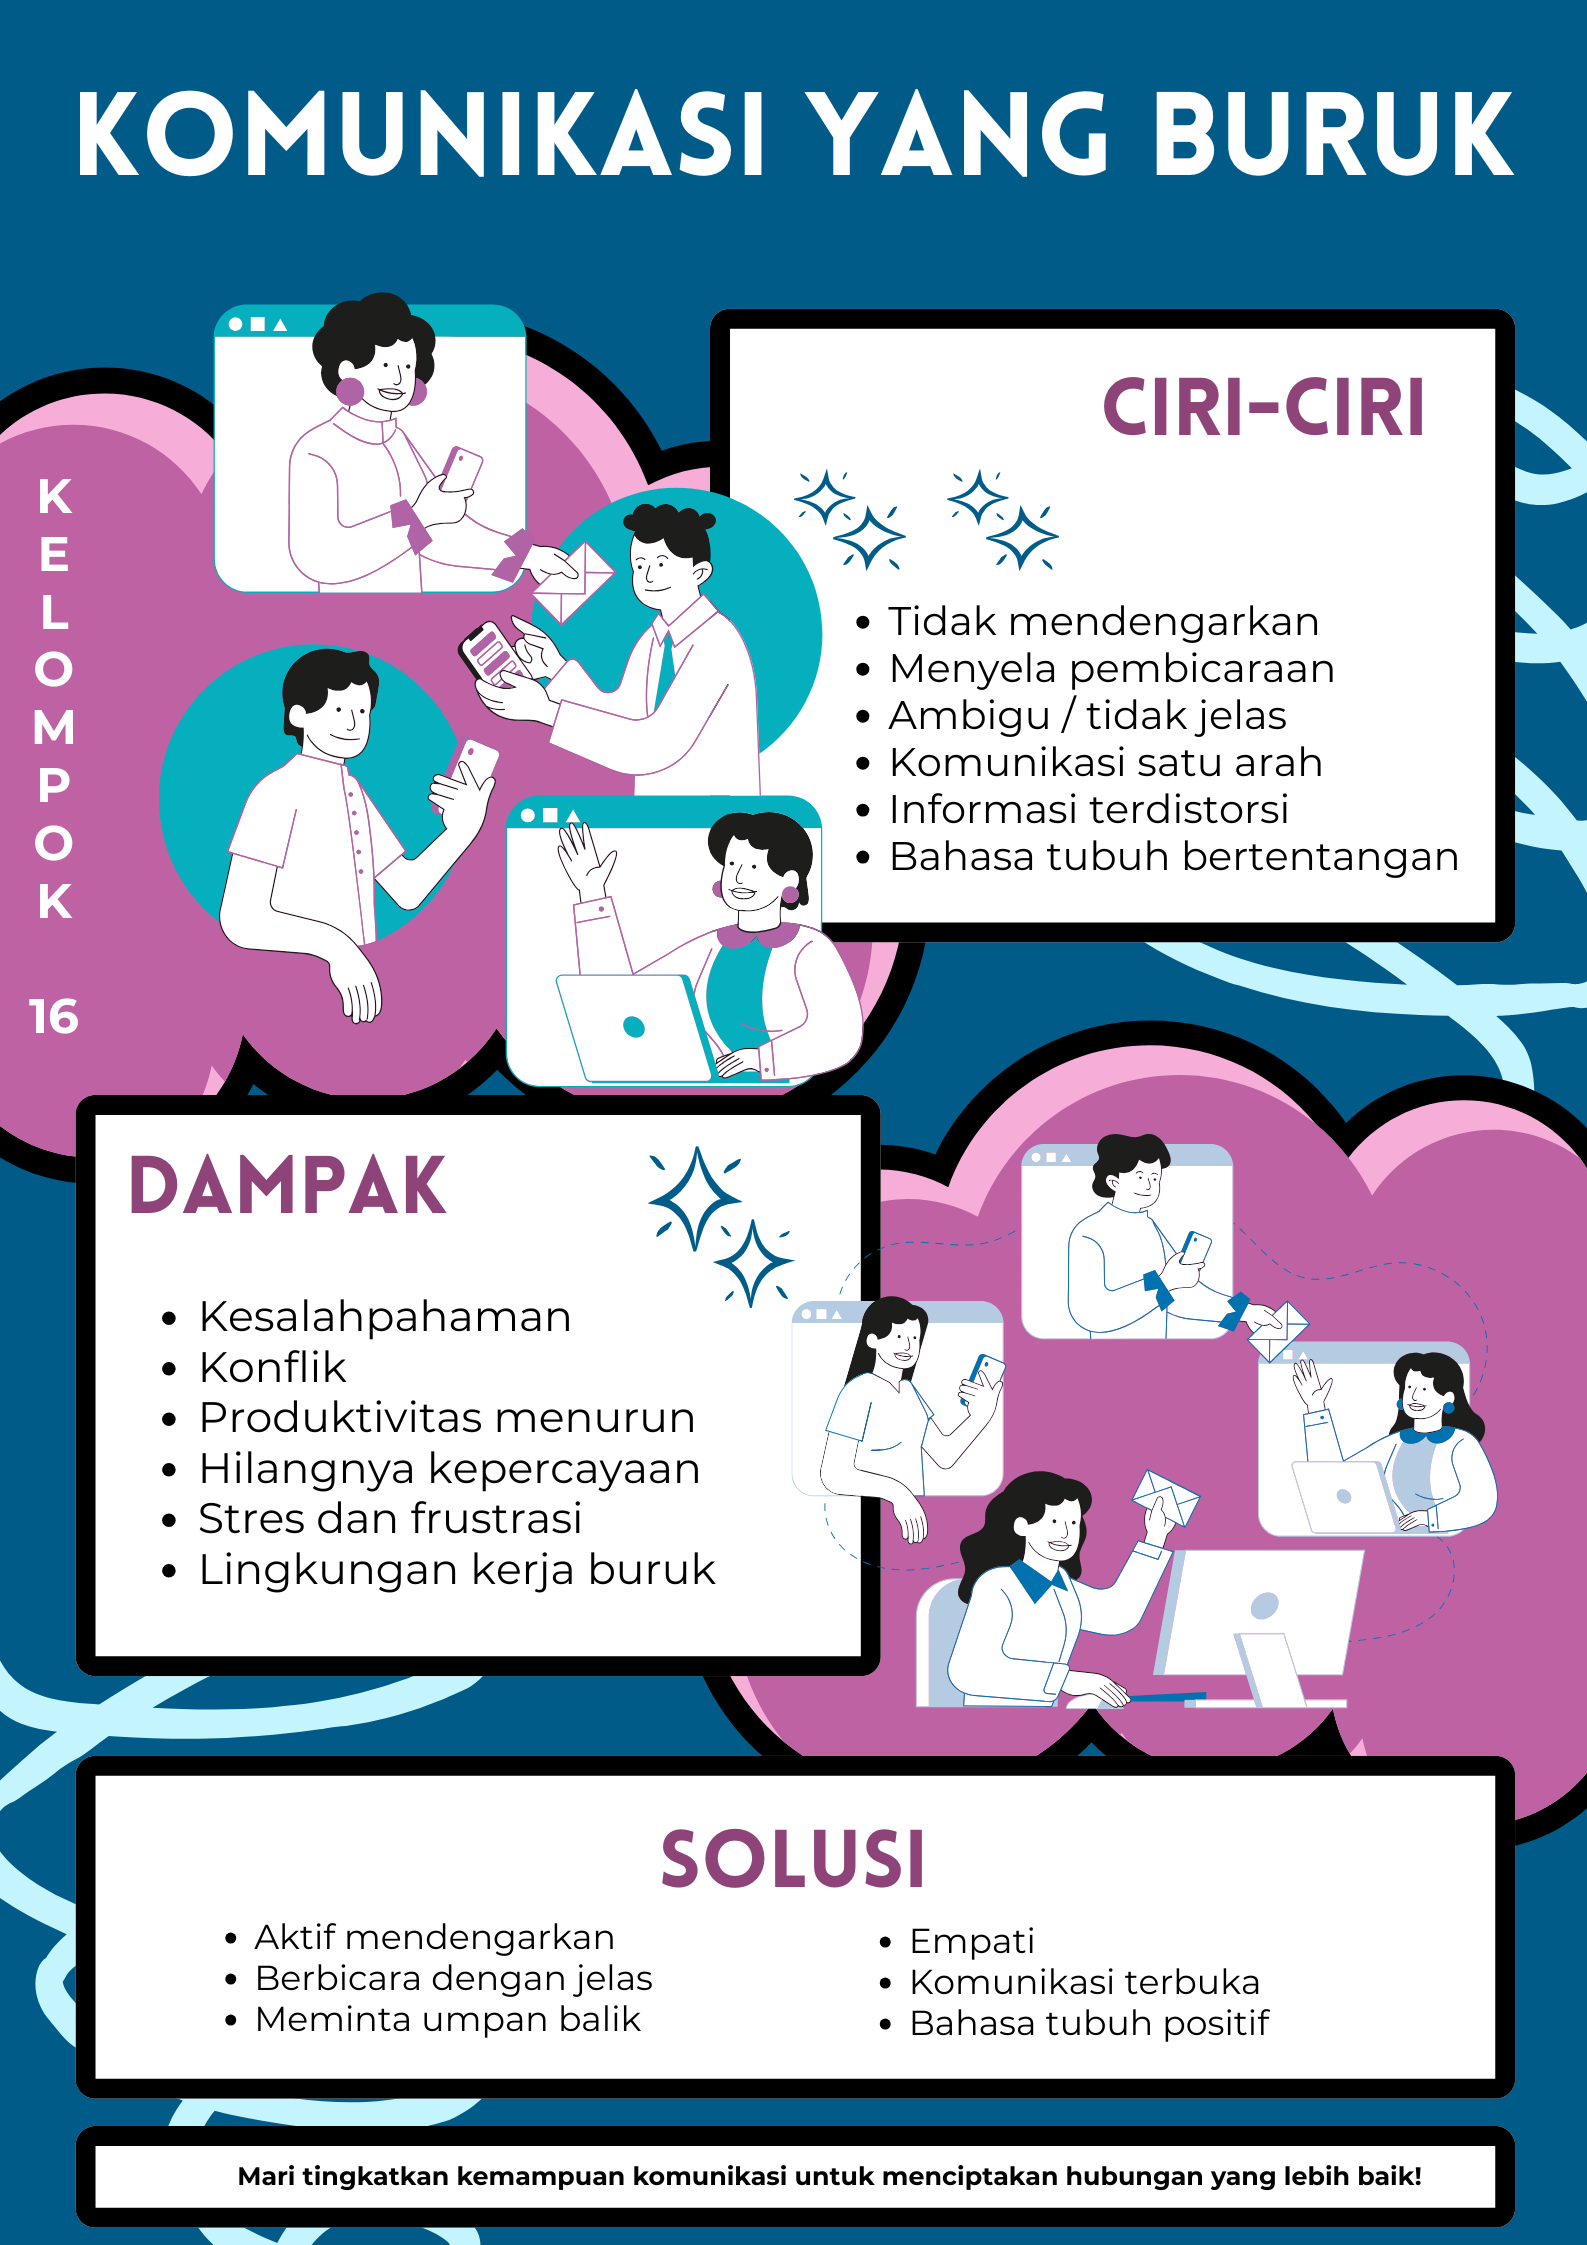 KOMUNIKASI YANG BURUK
KELOMPOK
16
CIRI-CIRI
• Tidak mendengarkan
• Menyela pembicaraan
• Ambigu / tidak jelas
• Komunikasi satu arah
• Informasi terdistorsi
• Bahasa tubuh bertentangan
DAMPAK
• Kesalahpahaman
• Konflik
• Produktivitas menurun
• Hilangnya kepercayaan
• Stres dan frustrasi
• Lingkungan kerja buruk
SOLUSI
• Aktif mendengarkan
• Berbicara dengan jelas
• Meminta umpan balik
• Empati
• Komunikasi terbuka
• Bahasa tubuh positif
Mari tingkatkan kemampuan komunikasi untuk menciptakan hubungan yang lebih baik!